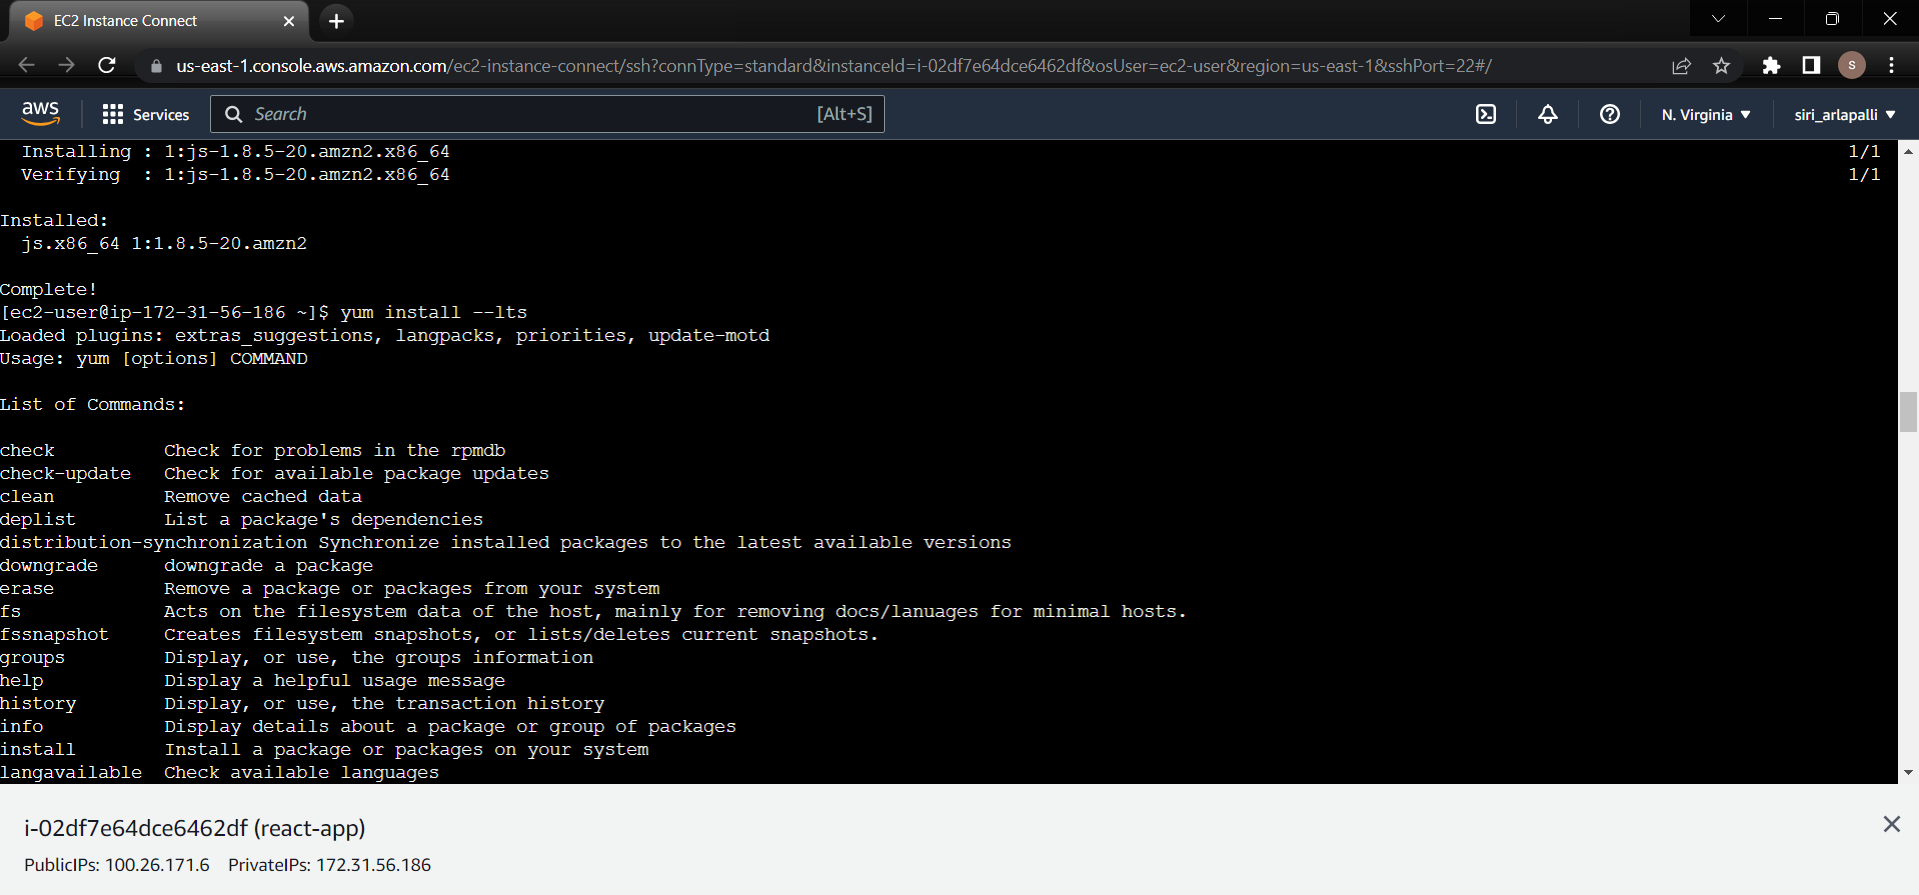 EC2 Instance Connect
us-east-1.console.aws.amazon.com/ec2-instance-connect/ssh?connType=standard&instanceId=i-02df7e64dce6462df&osUser=ec2-user&region=us-east-1&sshPort=22#/
S
aws Services Search [Alt+S] N. Virginia siri_arlapalli
Installing : 1:js-1.8.5-20.amzn2.x86_64 1/1
Verifying : 1:js-1.8.5-20.amzn2.x86_64 1/1
Installed:
js.x86_64 1:1.8.5-20.amzn2
Complete!
[ec2-user@ip-172-31-56-186 ~]$ yum install --lts
Loaded plugins: extras_suggestions, langpacks, priorities, update-motd
Usage: yum [options] COMMAND
List of Commands:
check Check for problems in the rpmdb
check-update Check for available package updates
clean Remove cached data
deplist List a package's dependencies
distribution-synchronization Synchronize installed packages to the latest available versions
downgrade downgrade a package
erase Remove a package or packages from your system
fs Acts on the filesystem data of the host, mainly for removing docs/lanuages for minimal hosts.
fssnapshot Creates filesystem snapshots, or lists/deletes current snapshots.
groups Display, or use, the groups information
help Display a helpful usage message
history Display, or use, the transaction history
info Display details about a package or group of packages
install Install a package or packages on your system
langavailable Check available languages
i-02df7e64dce6462df (react-app)
PublicIPs: 100.26.171.6 PrivateIPs: 172.31.56.186